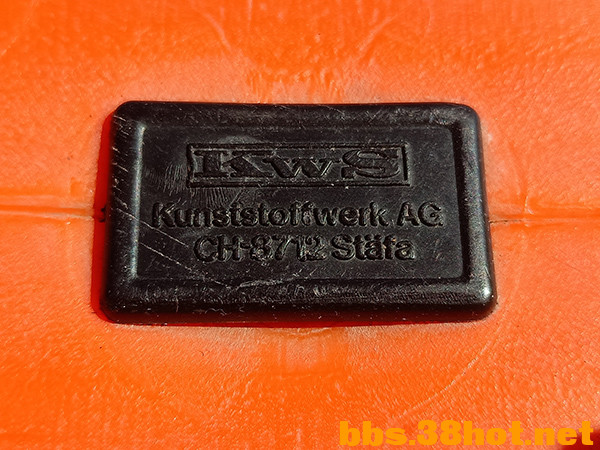 KWS
Kunststoffwerk AG
CH-8712 Stäfa
bbs.38hot.net